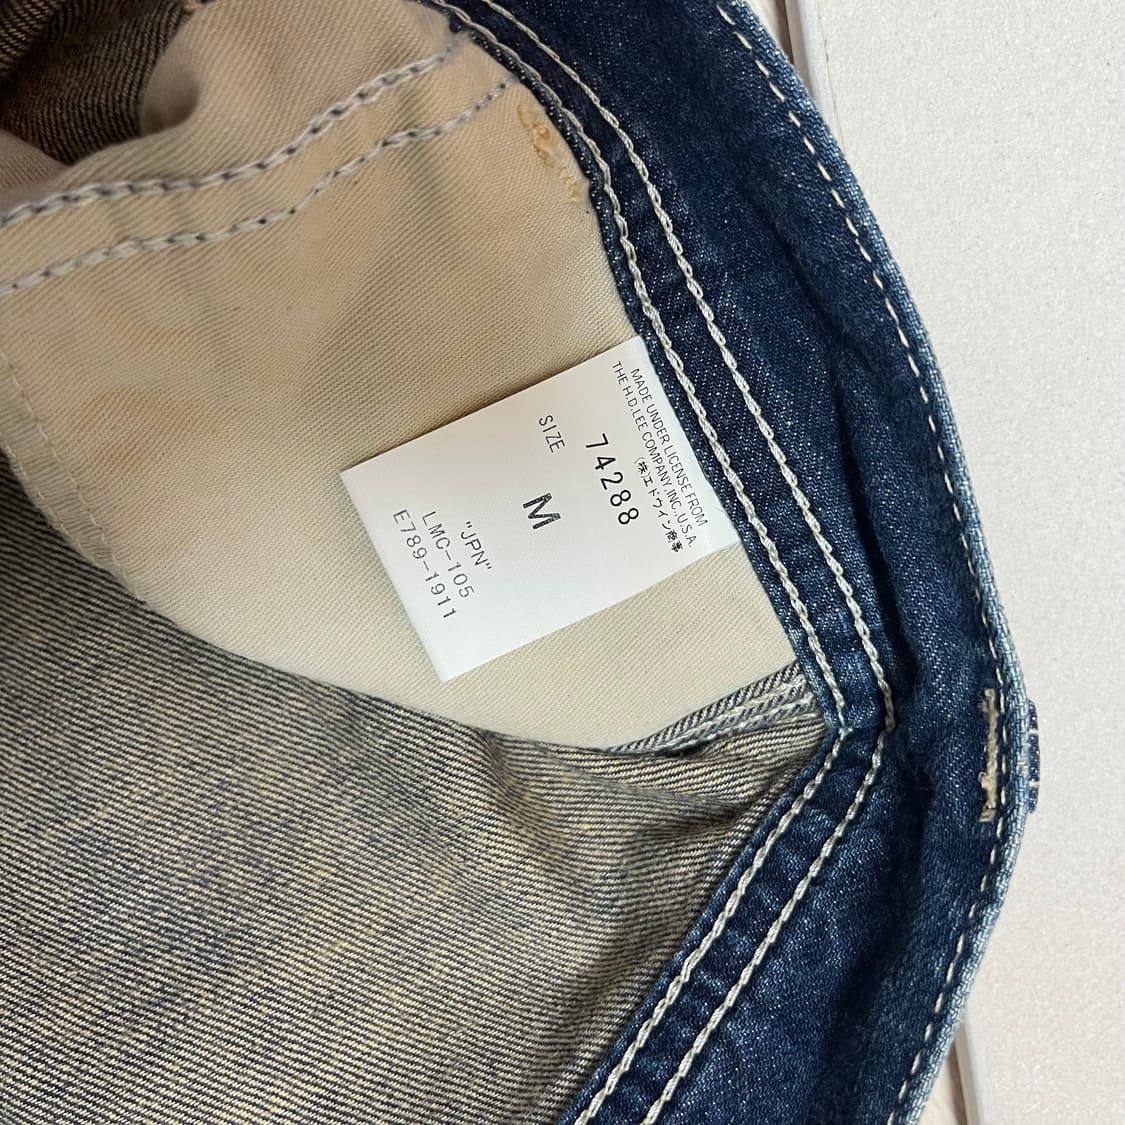 MADE UNDER LICENSE FROM
THE H.D.LEE COMPANY,INC.,U.S.A.
(株)エドウイン商事
74288
SIZE M
"JPN"
LMC-105
E789-1911